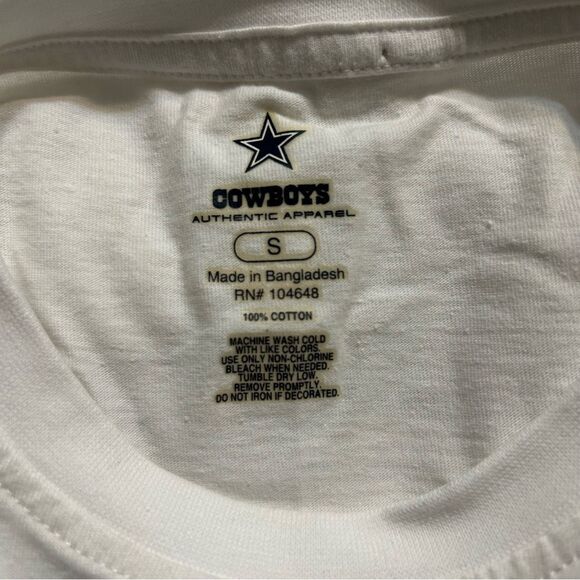 COWBOYS
AUTHENTIC APPAREL
S
Made in Bangladesh
RN# 104648
100% COTTON
MACHINE WASH COLD
WITH LIKE COLORS.
USE ONLY NON-CHLORINE
BLEACH WHEN NEEDED.
TUMBLE DRY LOW.
REMOVE PROMPTLY.
DO NOT IRON IF DECORATED.